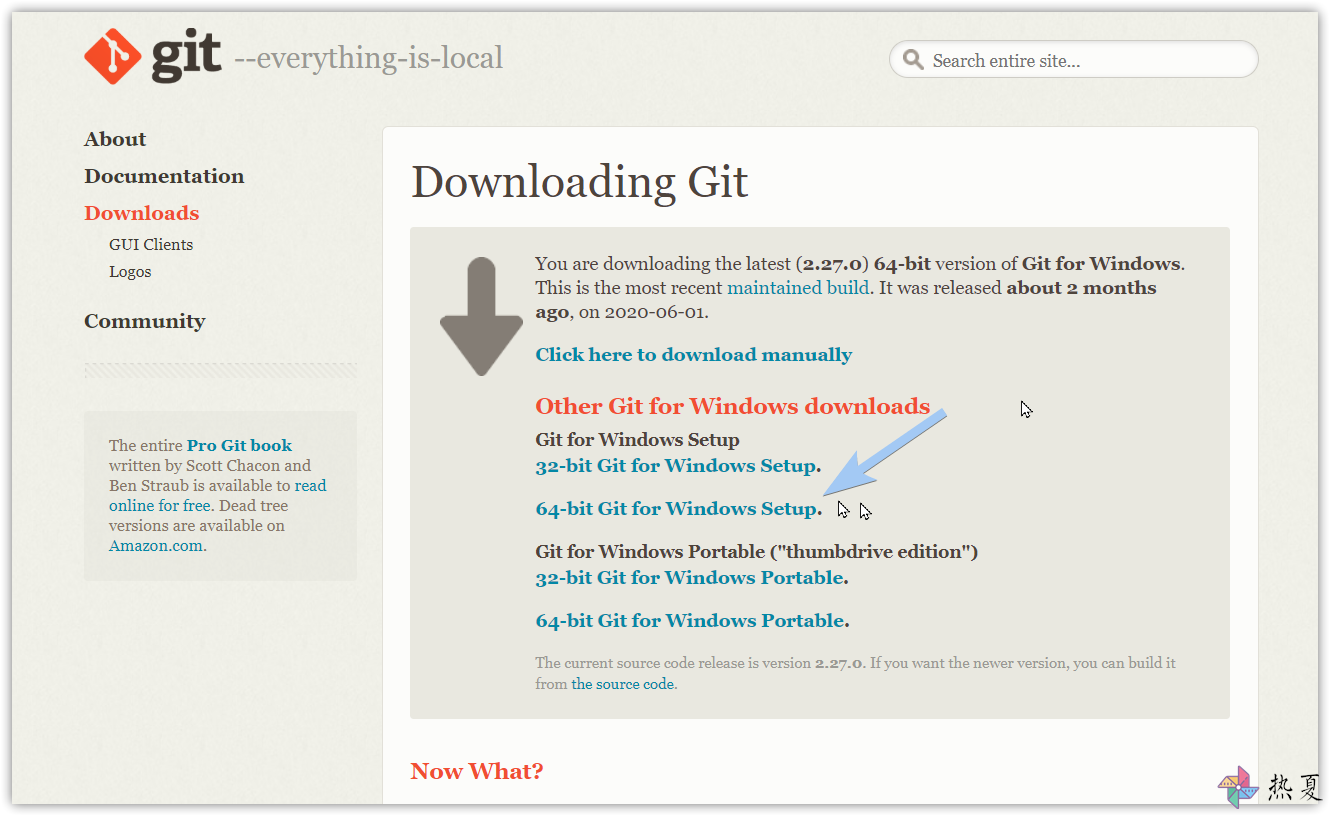 git --everything-is-local
Search entire site...
About
Documentation
Downloads
GUI Clients
Logos
Community
The entire Pro Git book
written by Scott Chacon and
Ben Straub is available to read
online for free. Dead tree
versions are available on
Amazon.com.
Downloading Git
You are downloading the latest (2.27.0) 64-bit version of Git for Windows.
This is the most recent maintained build. It was released about 2 months
ago, on 2020-06-01.
Click here to download manually
Other Git for Windows downloads
Git for Windows Setup
32-bit Git for Windows Setup.
64-bit Git for Windows Setup.
Git for Windows Portable ("thumbdrive edition")
32-bit Git for Windows Portable.
64-bit Git for Windows Portable.
The current source code release is version 2.27.0. If you want the newer version, you can build it
from the source code.
Now What?
热夏